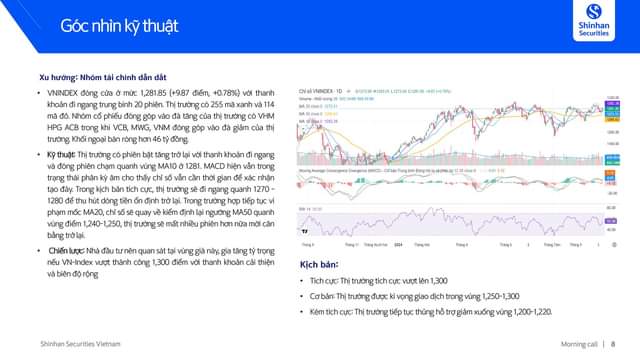 Góc nhìn kỹ thuật
Shinhan
Securities
Xu hướng: Nhóm tài chính dẫn dắt
• VNINDEX đóng cửa ở mức 1,281.85 (+9.87 điểm, +0.78%) với thanh
khoản đi ngang trung bình 20 phiên. Thị trường có 255 mã xanh và 114
mã đỏ. Nhóm cổ phiếu đóng góp vào đà tăng của thị trường có VHM
HPG ACB trong khi VCB, MWG, VNM đóng góp vào đà giảm của thị
trường. Khối ngoại bán ròng hơn 46 tỷ đồng.
• Kỹ thuật: Thị trường có phiên bật tăng trở lại với thanh khoản đi ngang
và đóng phiên chạm quanh vùng MA10 ở 1281. MACD hiện vẫn trong
trạng thái phân kỳ âm cho thấy chỉ số vẫn cần thời gian để xác nhận
tạo đáy. Trong kịch bản tích cực, thị trường sẽ đi ngang quanh 1270 –
1280 để thu hút dòng tiền ổn định trở lại. Trong trường hợp tiếp tục vi
phạm mốc MA20, chỉ số sẽ quay về kiểm định lại ngưỡng MA50 quanh
vùng 1,240-1,250, thị trường sẽ mất nhiều phiên hơn nữa mới cân
bằng trở lại.
• Chiến lược: Nhà đầu tư nên quan sát tại vùng giá này, gia tăng tỷ trọng
nếu VN-Index vượt thành công 1,300 điểm với thanh khoản cải thiện
và biên độ rộng
Chỉ số VNINDEX · 1D
Tháng 9
Tháng 11
2024
Kịch bản:
• Tích cực: Thị trường tích cực vượt lên 1,300
• Cơ bản: Thị trường được kì vọng giao dịch trong vùng 1,250-1,300
• Kém tích cực: Thị trường tiếp tục thủng hỗ trợ giảm xuống vùng 1,200-1,220.
Shinhan Securities Vietnam
Morning call | 8